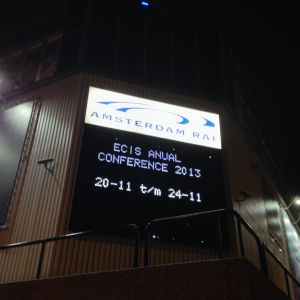 AMSTERDAM RAI
ECIS ANUAL
CONFERENCE 2013
20-11 t/m 24-11